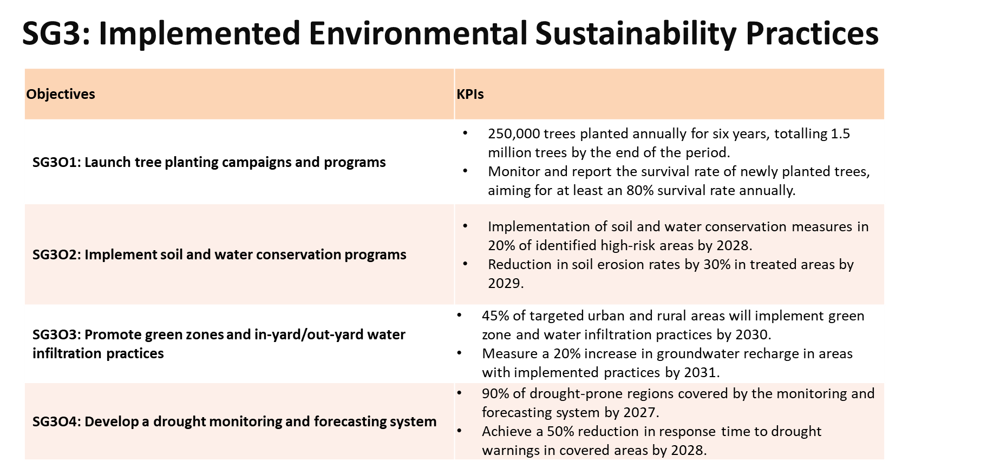 SG3: Implemented Environmental Sustainability Practices
Objectives
KPIs
SG3O1: Launch tree planting campaigns and programs
• 250,000 trees planted annually for six years, totalling 1.5
million trees by the end of the period.
• Monitor and report the survival rate of newly planted trees,
aiming for at least an 80% survival rate annually.
SG3O2: Implement soil and water conservation programs
• Implementation of soil and water conservation measures in
20% of identified high-risk areas by 2028.
• Reduction in soil erosion rates by 30% in treated areas by
2029.
SG3O3: Promote green zones and in-yard/out-yard water
infiltration practices
• 45% of targeted urban and rural areas will implement green
zone and water infiltration practices by 2030.
• Measure a 20% increase in groundwater recharge in areas
with implemented practices by 2031.
SG3O4: Develop a drought monitoring and forecasting system
• 90% of drought-prone regions covered by the monitoring and
forecasting system by 2027.
• Achieve a 50% reduction in response time to drought
warnings in covered areas by 2028.